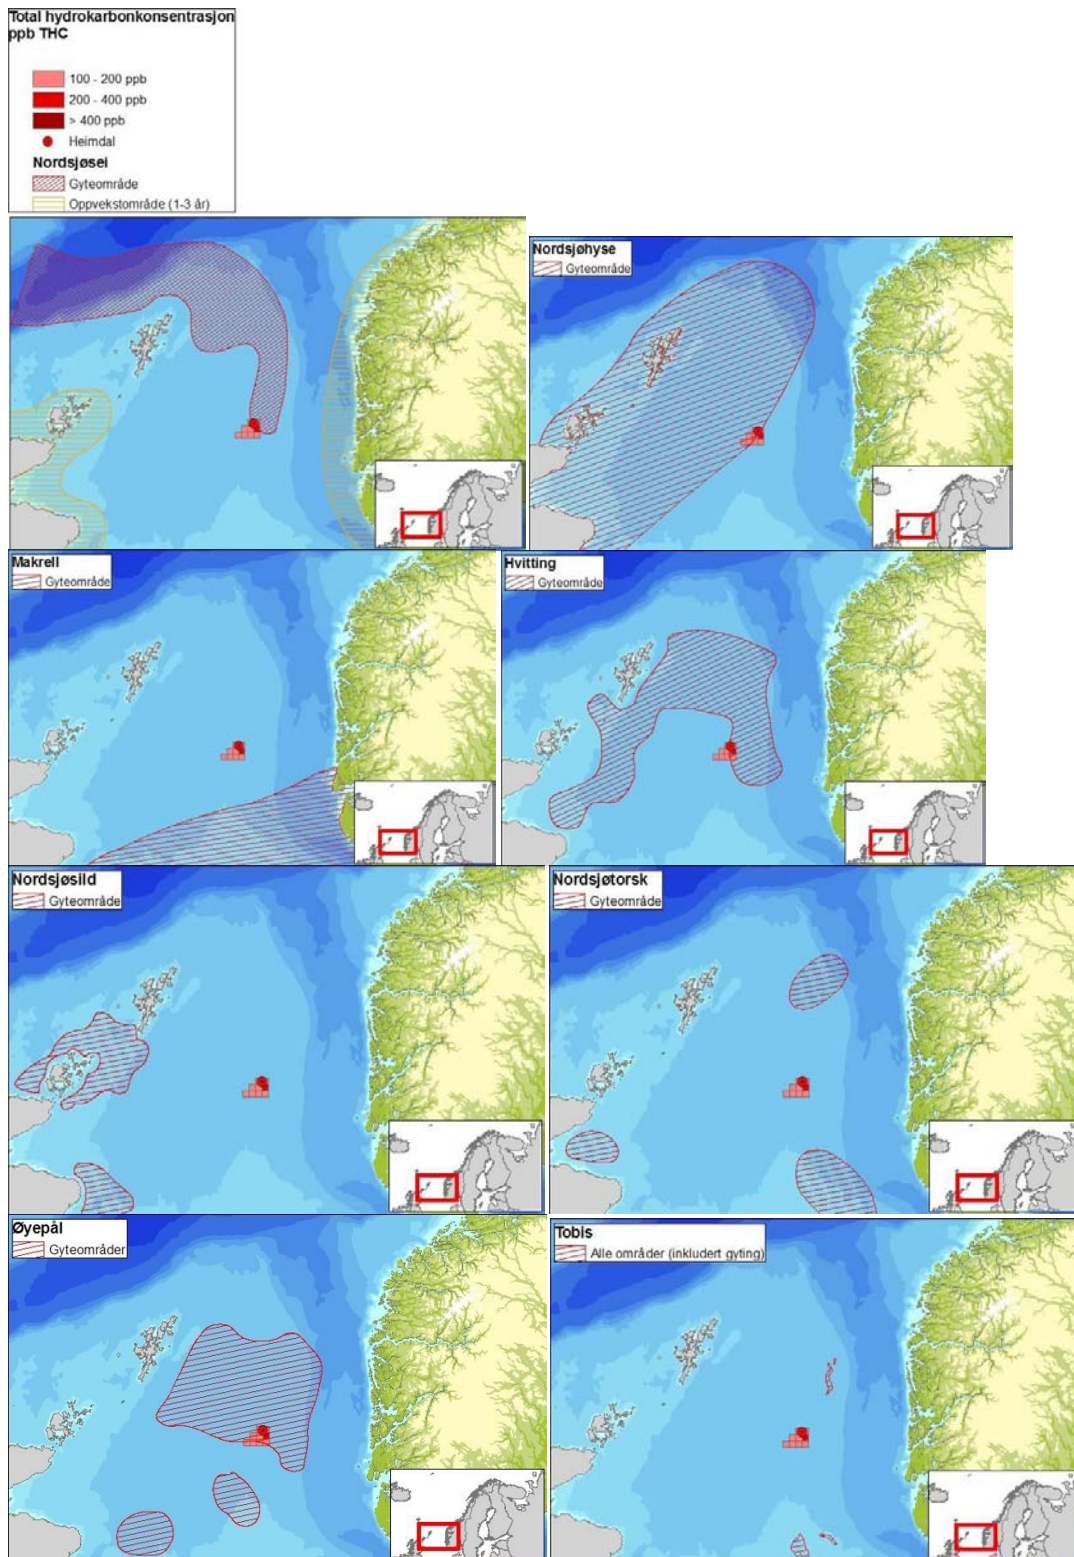 Total hydrokarbonkonsentrasjon
ppb THC
100 - 200 ppb
200 - 400 ppb
> 400 ppb
Heimdal
Nordsjøsei
Gyteområde
Oppvekstområde (1-3 år)
Nordsjøhyse
Gyteområde
Makrell
Gyteområde
Hvitting
Gyteområde
Nordsjøsild
Gyteområde
Nordsjøtorsk
Gyteområde
Øyepål
Gyteområder
Tobis
Alle områder (inkludert gyting)